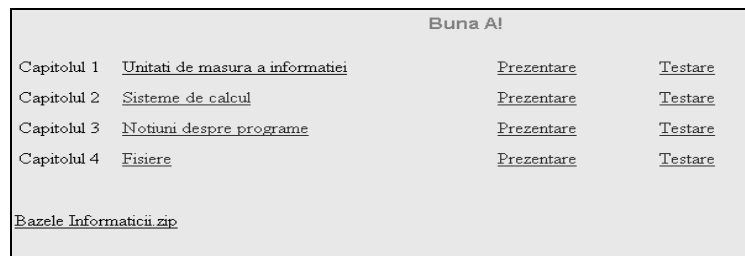 Buna A!
Capitolul 1 Unitati de masura a informatiei Prezentare Testare
Capitolul 2 Sisteme de calcul Prezentare Testare
Capitolul 3 Notiuni despre programe Prezentare Testare
Capitolul 4 Fisiere Prezentare Testare
Bazele Informaticii.zip